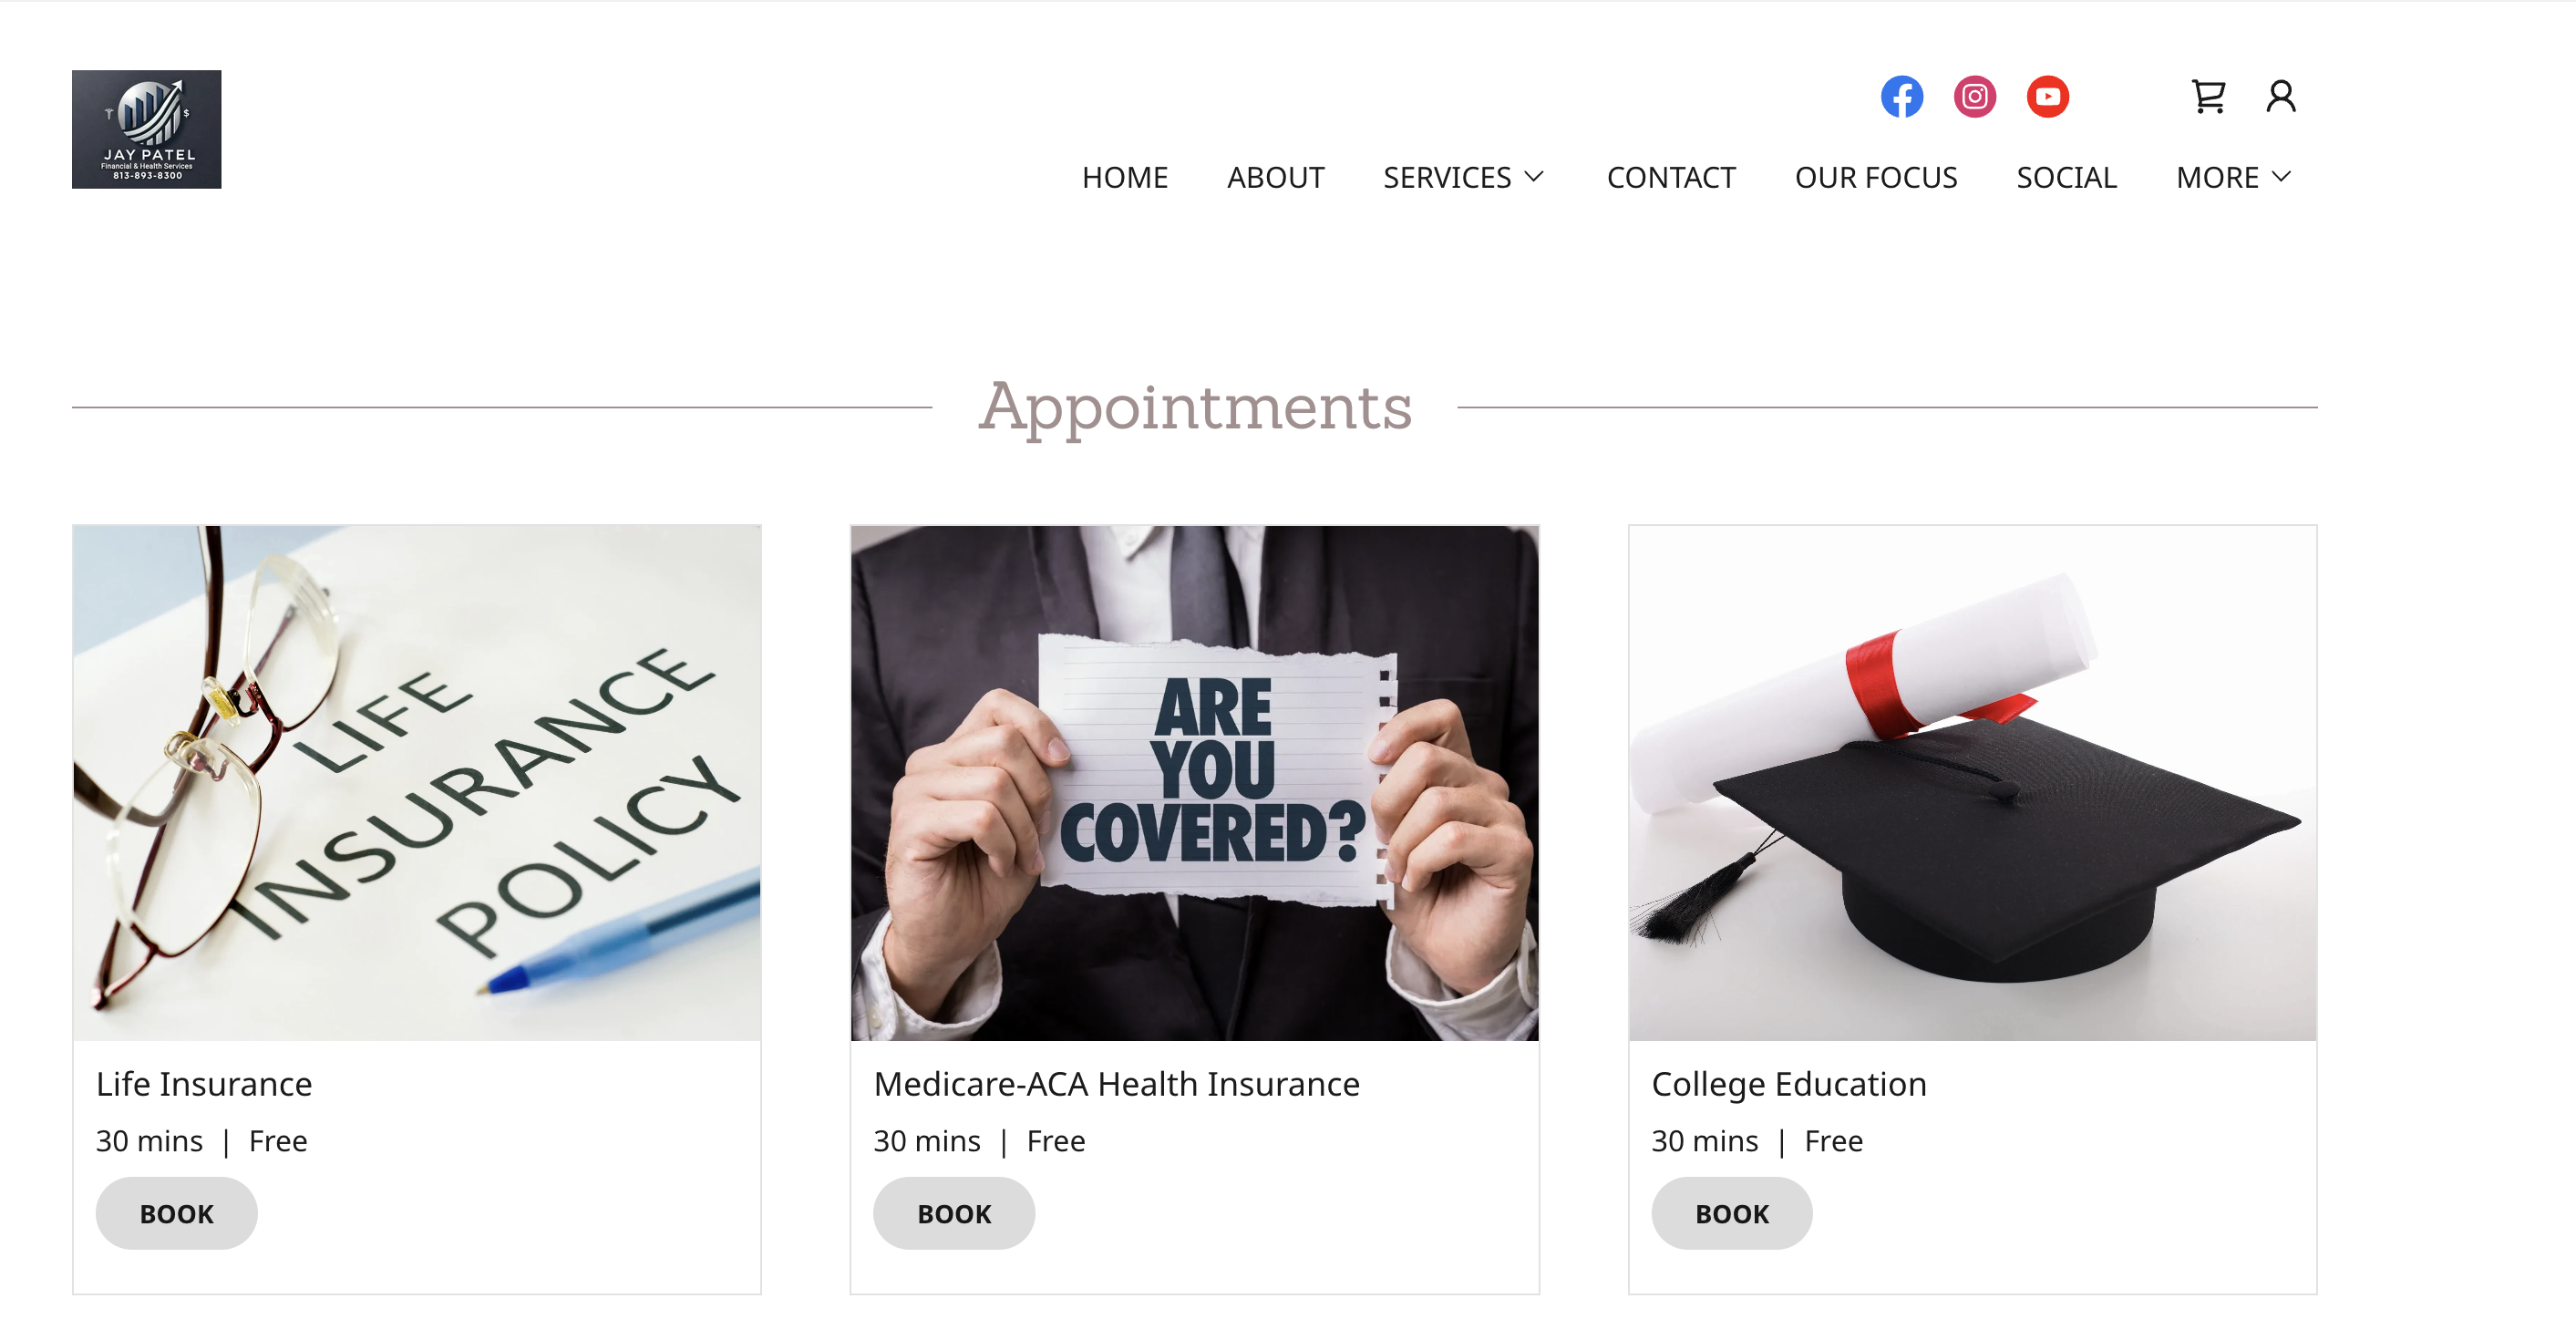 JAY PATEL
Financial & Health Services
813-893-8300
HOME ABOUT SERVICES CONTACT OUR FOCUS SOCIAL MORE
Appointments
LIFE
INSURANCE
POLICY
ARE
YOU
COVERED?
Life Insurance
30 mins | Free
BOOK
Medicare-ACA Health Insurance
30 mins | Free
BOOK
College Education
30 mins | Free
BOOK